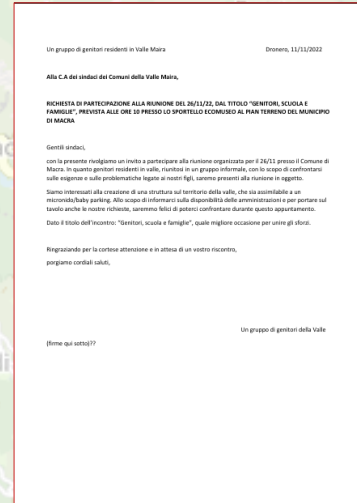 Un gruppo di genitori residenti in Valle Maira Dronero, 11/11/2022
Alla C.A dei sindaci dei Comuni della Valle Maira,
RICHIESTA DI PARTECIPAZIONE ALLA RIUNIONE DEL 26/11/22, DAL TITOLO "GENITORI, SCUOLA E
FAMIGLIE", PREVISTA ALLE ORE 10 PRESSO LO SPORTELLO ECOMUSEO AL PIAN TERRENO DEL MUNICIPIO
DI MACRA
Gentili sindaci,
con la presente rivolgiamo un invito a partecipare alla riunione organizzata per il 26/11 presso il Comune di
Macra. In quanto genitori residenti in valle, riunitosi in un gruppo informale, con lo scopo di confrontarsi
sulle esigenze e sulle problematiche legate ai nostri figli, saremo presenti alla riunione in oggetto.
Siamo interessati alla creazione di una struttura sul territorio della valle, che sia assimilabile a un
micronido/baby parking. Allo scopo di informarci sulla disponibilità delle amministrazioni e per portare sul
tavolo anche le nostre richieste, saremmo felici di poterci confrontare durante questo appuntamento.
Dato il titolo dell'incontro: "Genitori, scuola e famiglie", quale migliore occasione per unire gli sforzi.
Ringraziando per la cortese attenzione e in attesa di un vostro riscontro,
porgiamo cordiali saluti,
Un gruppo di genitori della Valle
(firme qui sotto)??